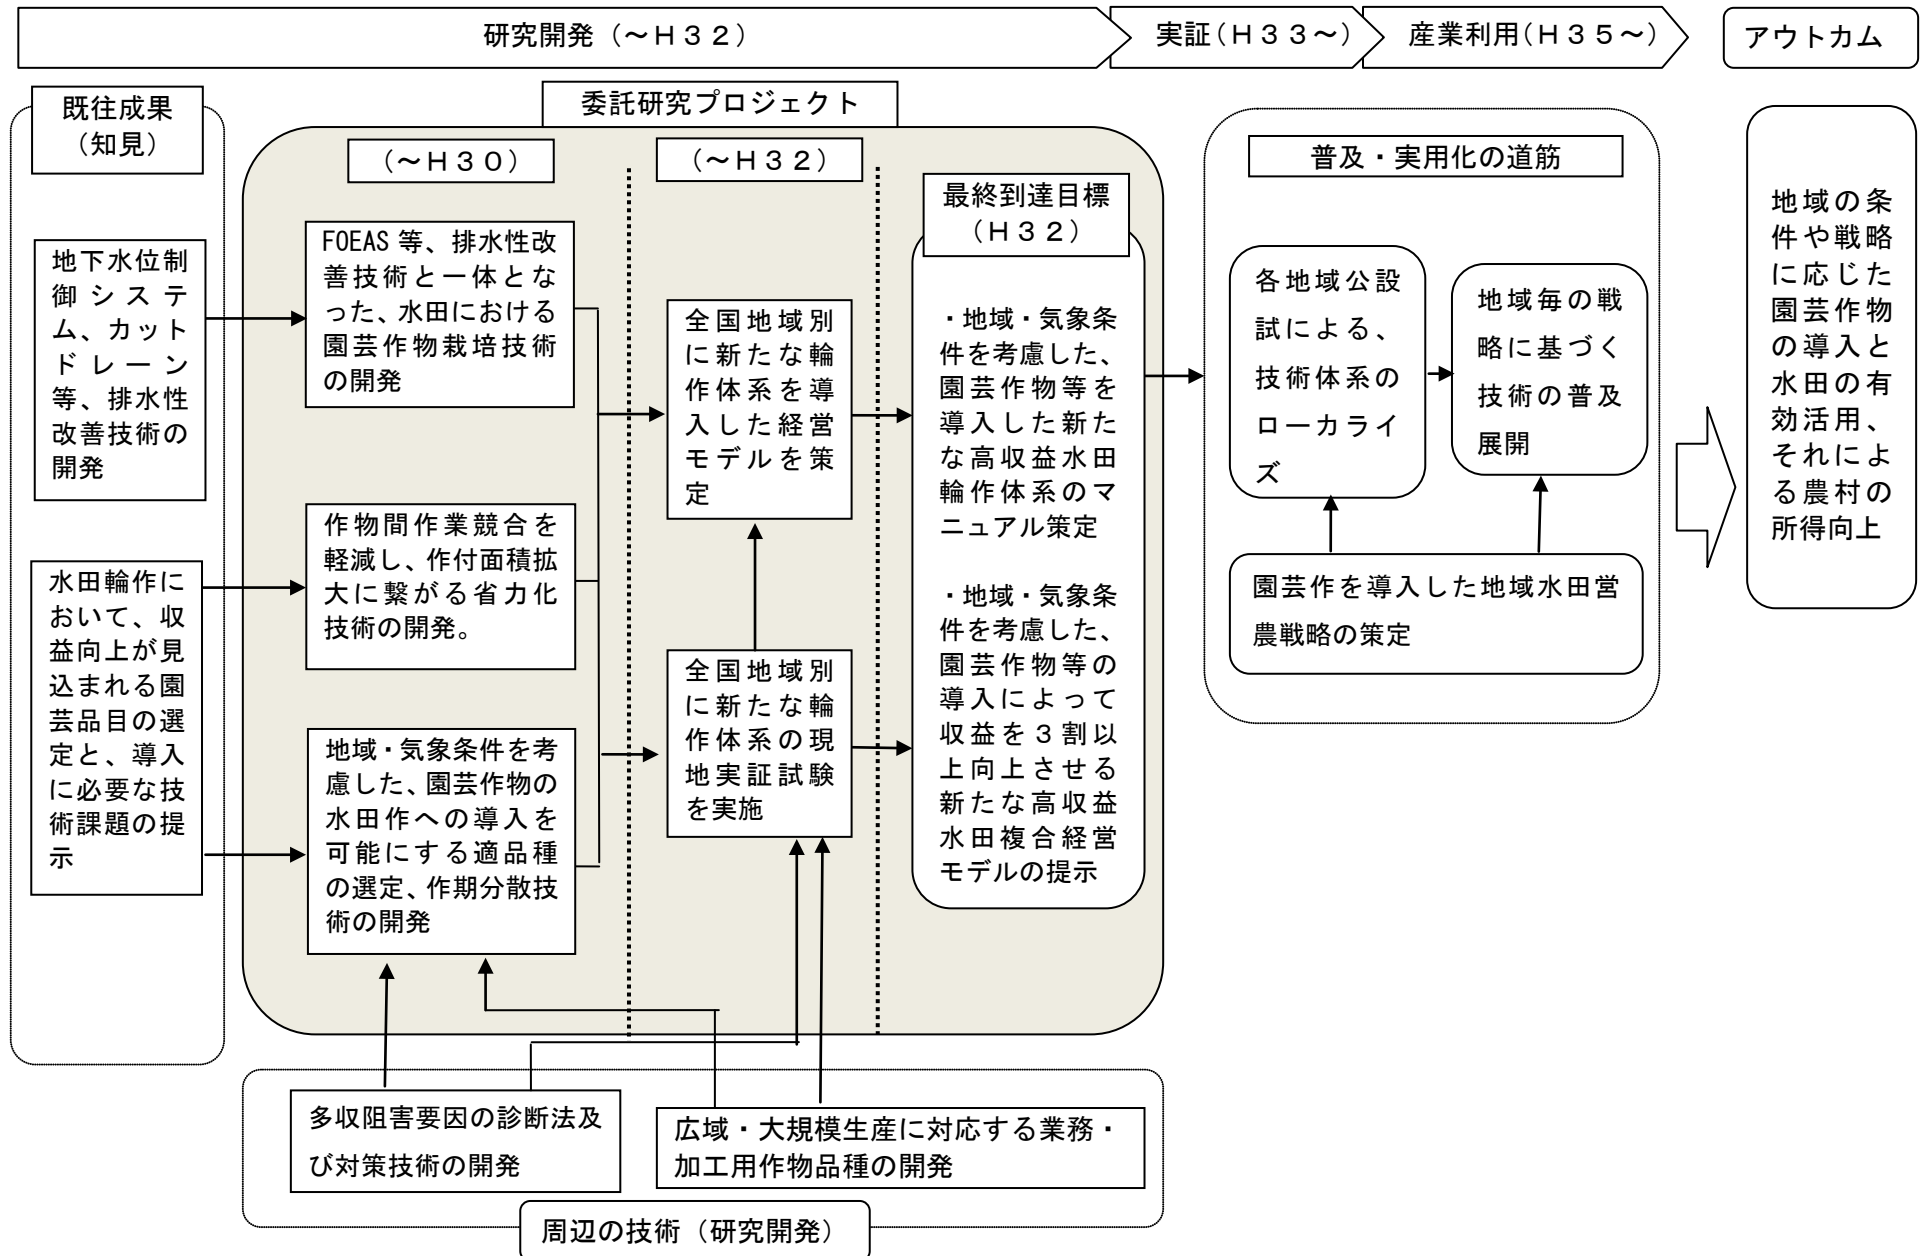 研究開発（～Ｈ３２）
実証（Ｈ３３～）
産業利用（Ｈ３５～）
アウトカム
既往成果
（知見）
地下水位制
御システ
ム、カット
ドレーン
等、排水性
改善技術の
開発
水田輪作に
おいて、収
益向上が見
込まれる園
芸品目の選
定と、導入
に必要な技
術課題の提
示
委託研究プロジェクト
（～Ｈ３０）
FOEAS 等、排水性改
善技術と一体とな
った、水田における
園芸作物栽培技術
の開発
作物間作業競合を
軽減し、作付面積拡
大に繋がる省力化
技術の開発。
地域・気象条件を考
慮した、園芸作物の
水田作への導入を
可能にする適品種
の選定、作期分散技
術の開発
（～Ｈ３２）
全国地域別
に新たな輪
作体系を導
入した経営
モデルを策
定
全国地域別
に新たな輪
作体系の現
地実証試験
を実施
最終到達目標
（Ｈ３２）
・地域・気象条
件を考慮した、
園芸作物等を
導入した新た
な高収益水田
輪作体系のマ
ニュアル策定
・地域・気象条
件を考慮した、
園芸作物等の
導入によって
収益を３割以
上向上させる
新たな高収益
水田複合経営
モデルの提示
普及・実用化の道筋
各地域公設
試による、
技術体系の
ローカライ
ズ
地域毎の戦
略に基づく
技術の普及
展開
園芸作を導入した地域水田営
農戦略の策定
地域の条
件や戦略
に応じた
園芸作物
の導入と
水田の有
効活用、
それによ
る農村の
所得向上
多収阻害要因の診断法及
び対策技術の開発
広域・大規模生産に対応する業務・
加工用作物品種の開発
周辺の技術（研究開発）